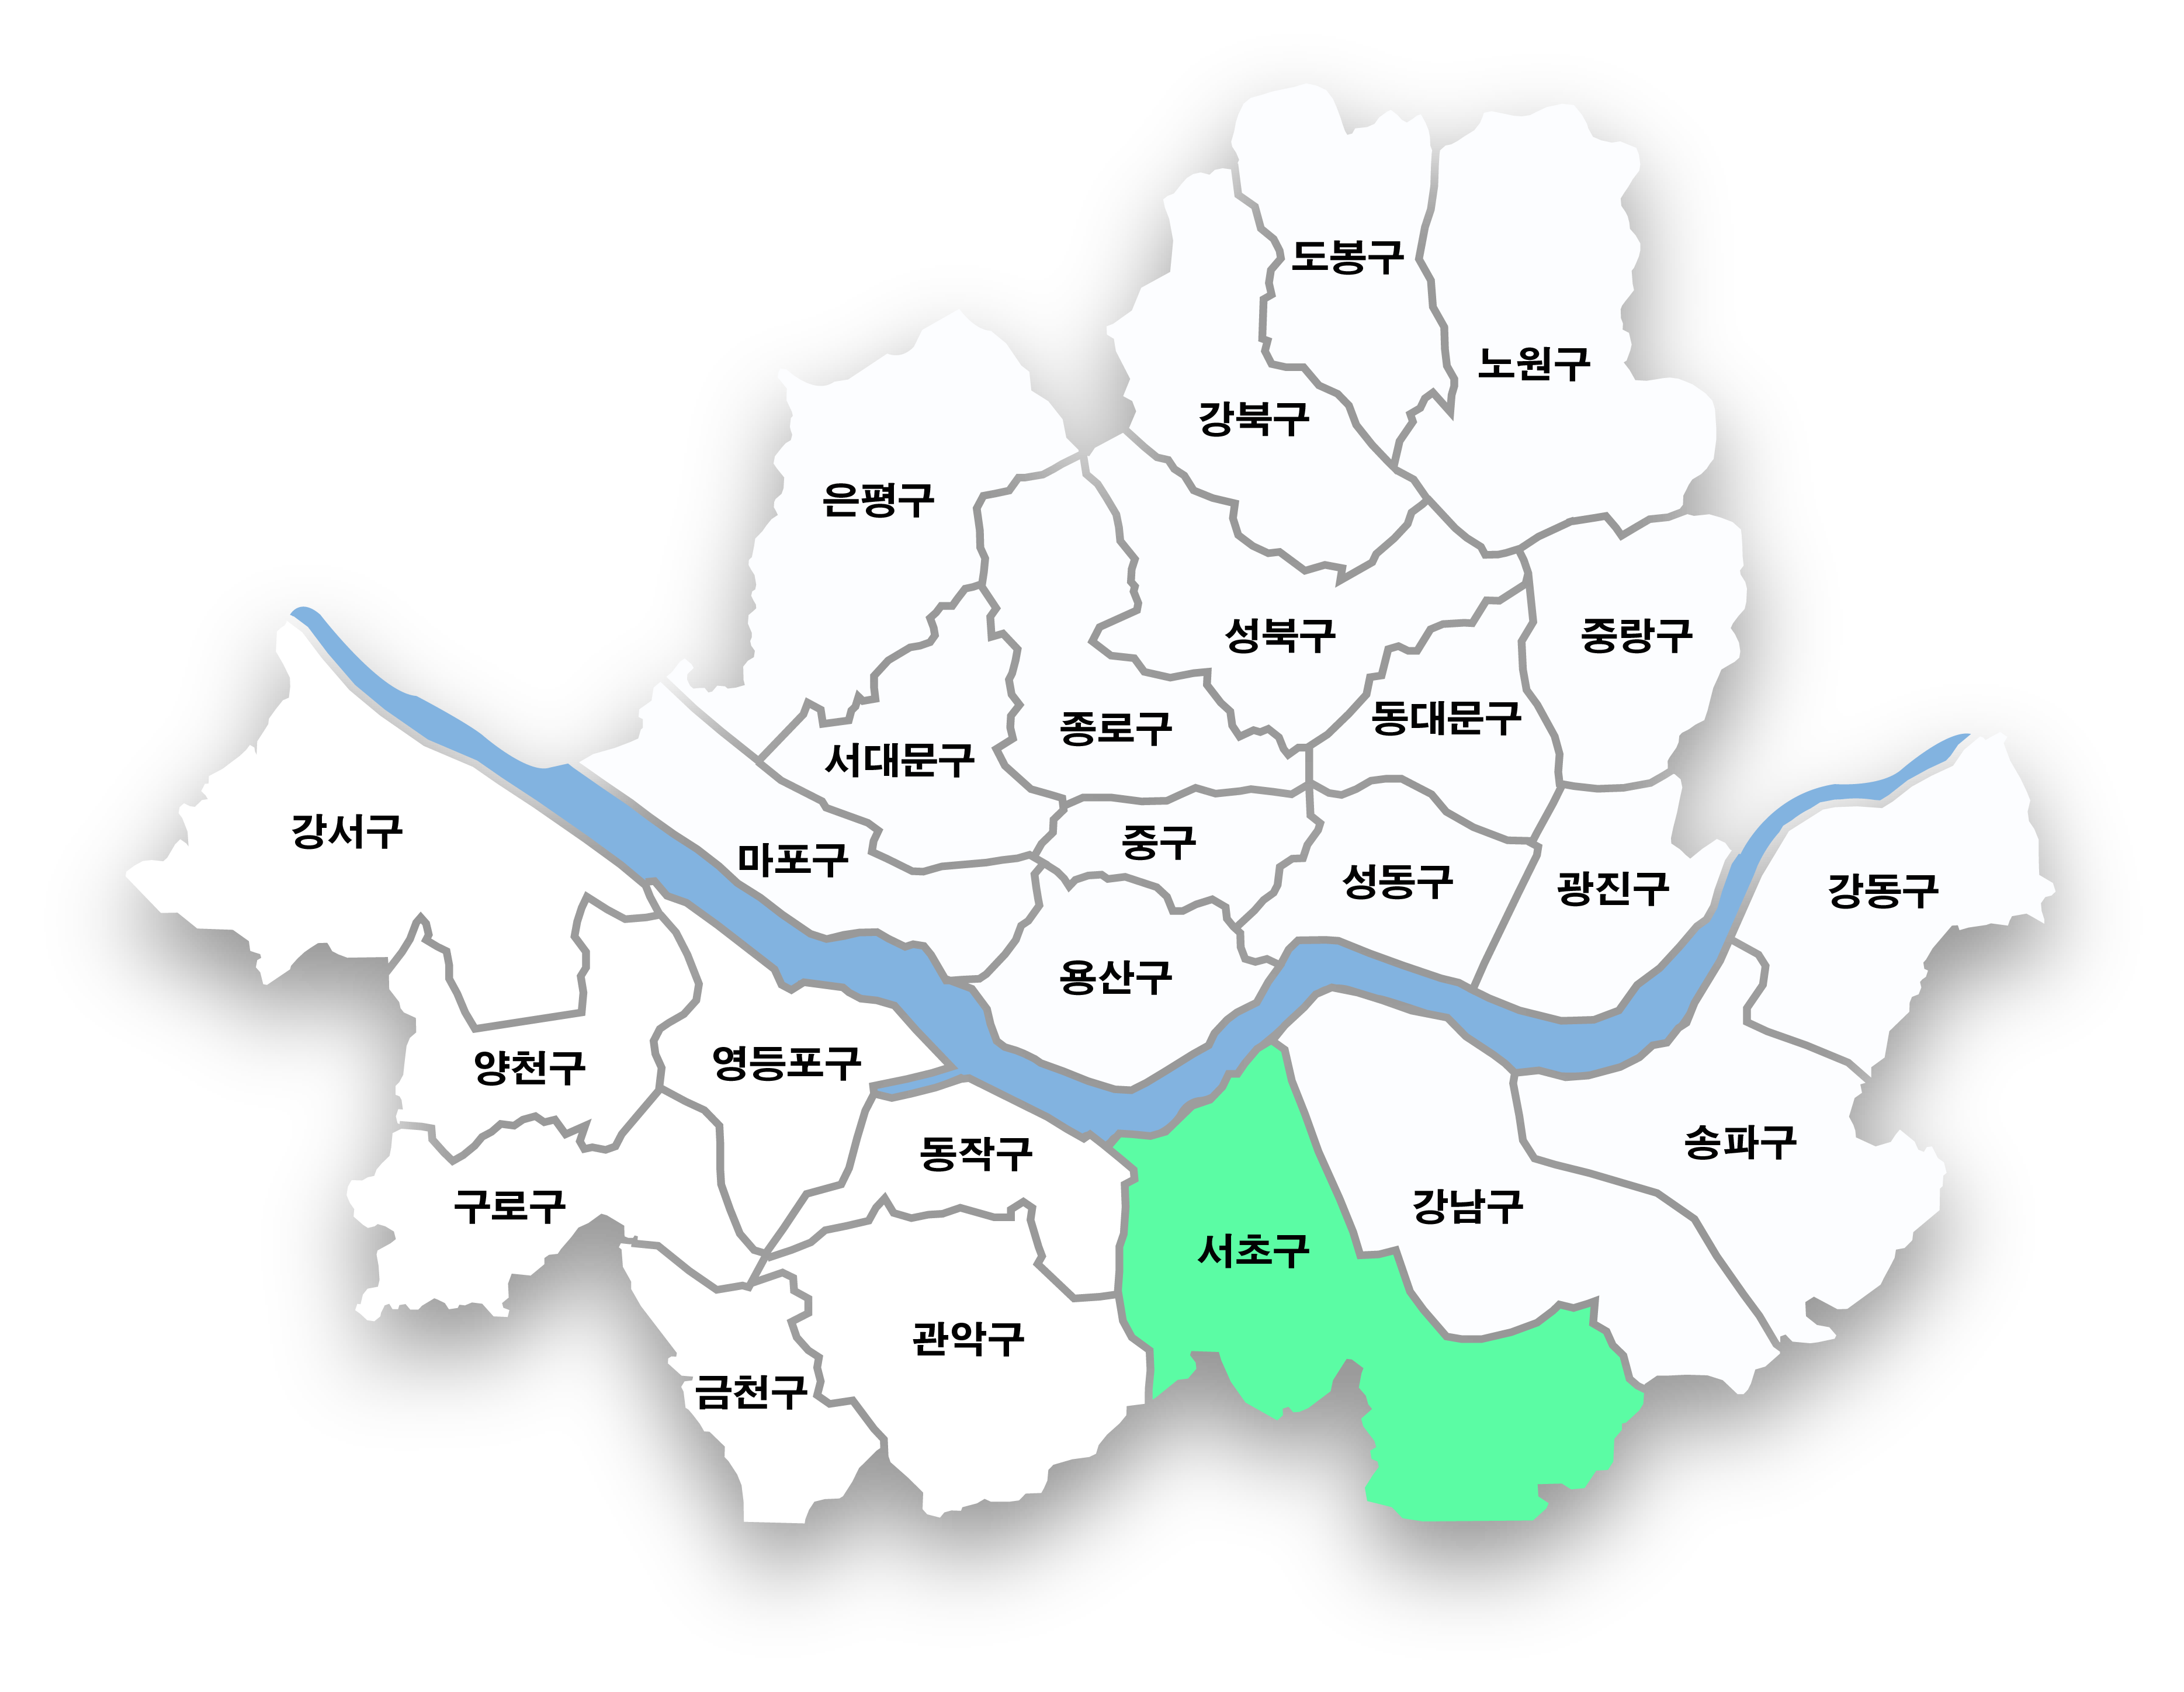 도봉구
노원구
강북구
은평구
성북구
중랑구
동대문구
종로구
서대문구
강서구
중구
마포구
성동구
광진구
강동구
용산구
양천구
영등포구
송파구
동작구
구로구
강남구
서초구
관악구
금천구